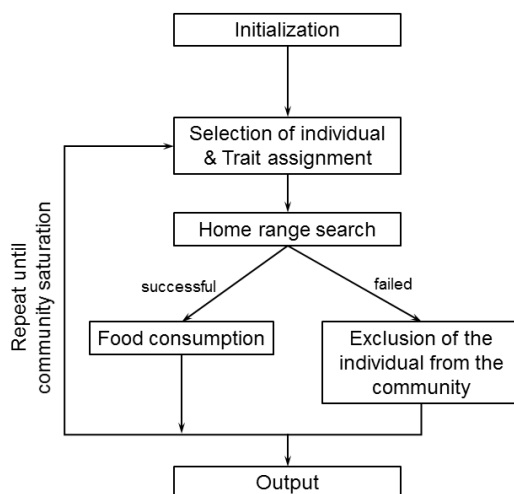 Initialization
Selection of individual
& Trait assignment
Home range search
successful
failed
Repeat until
community saturation
Food consumption
Exclusion of the
individual from the
community
Output